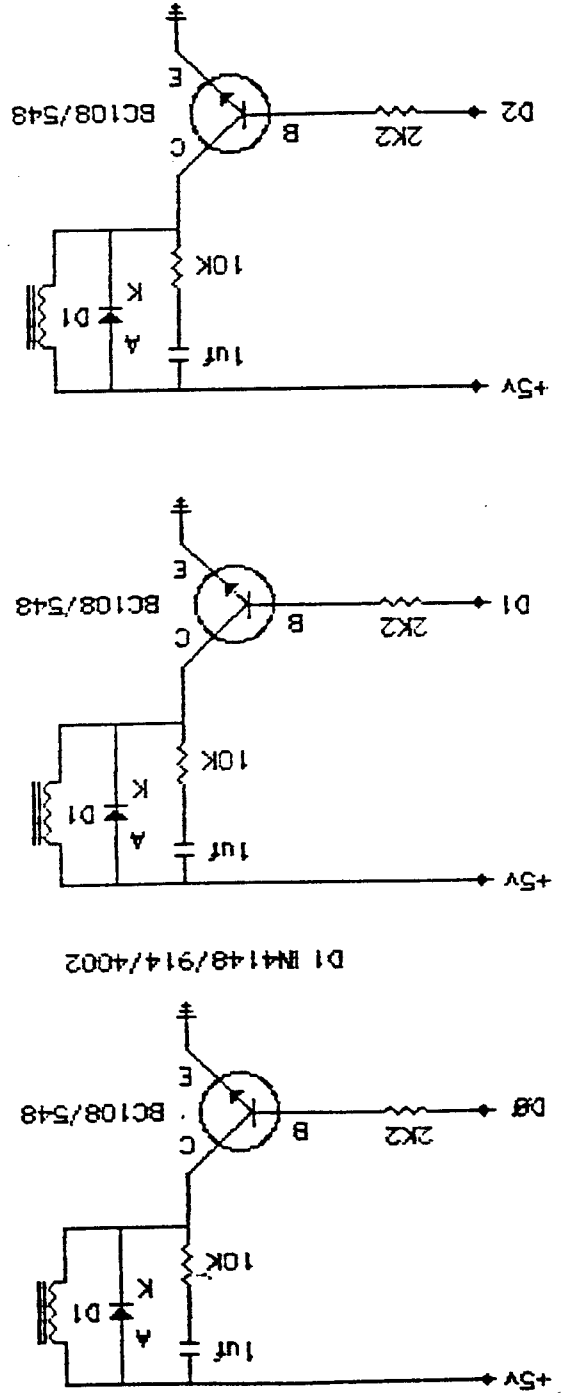 +5v
1uf
A
D1
K
10K
C
2K2
B
D0
BC108/548
E
D1 IN4148/914/4002
+5v
1uf
A
D1
K
10K
C
2K2
B
D1
BC108/548
E
+5v
1uf
A
D1
K
10K
C
2K2
B
D2
BC108/548
E